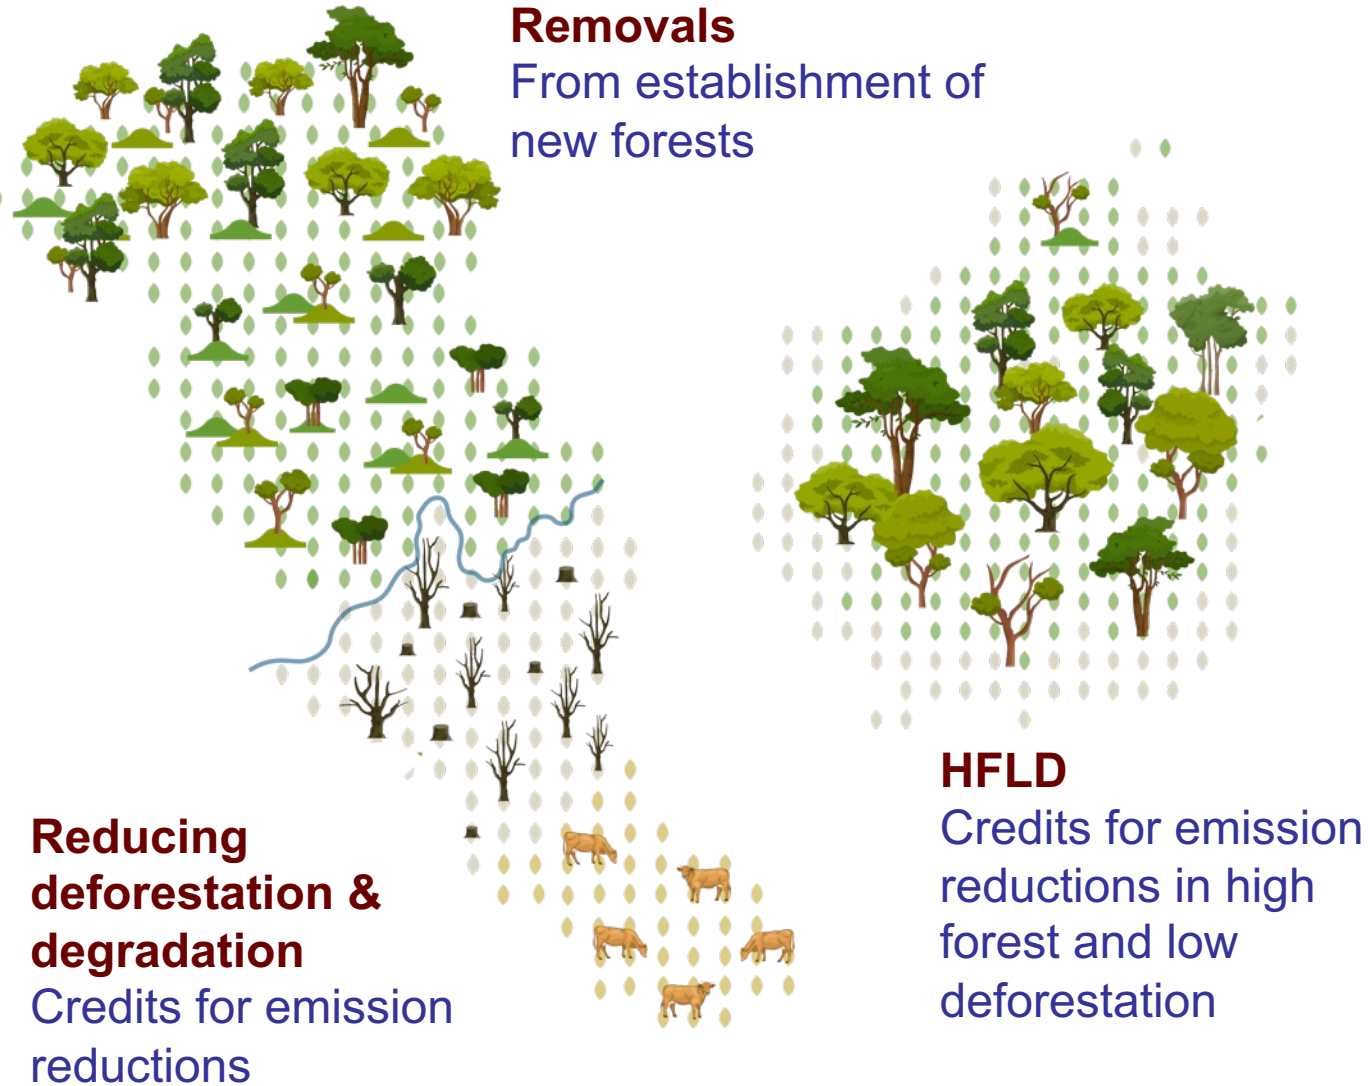 Removals
From establishment of
new forests
Reducing
deforestation &
degradation
Credits for emission
reductions
HFLD
Credits for emission
reductions in high
forest and low
deforestation